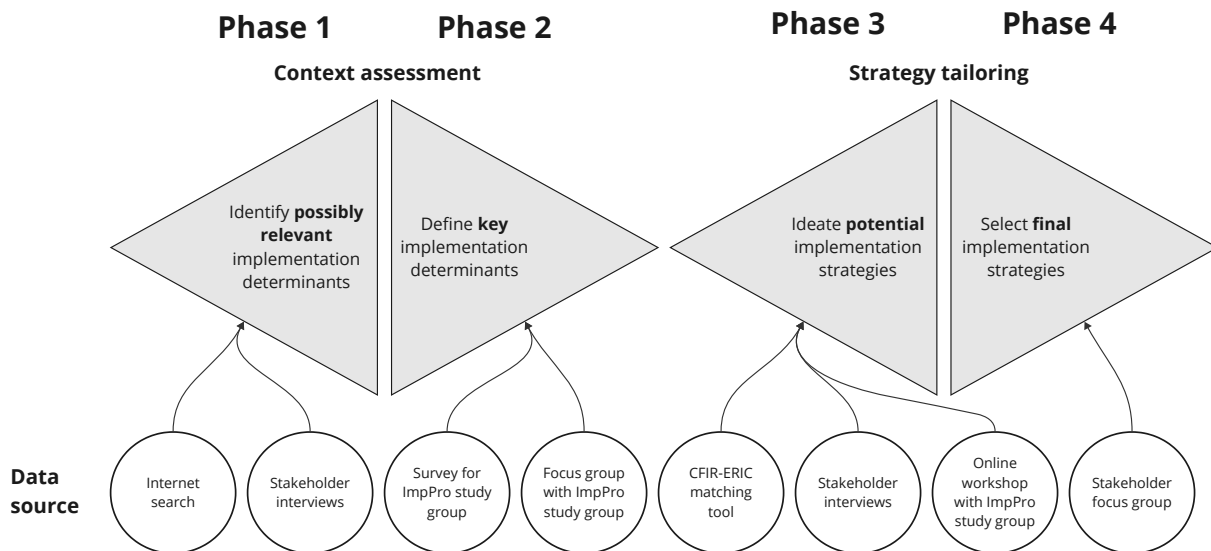 Phase 1
Phase 2
Phase 3
Phase 4
Context assessment
Strategy tailoring
Identify possibly
relevant
implementation
determinants
Define key
implementation
determinants
Ideate potential
implementation
strategies
Select final
implementation
strategies
Data
source
Internet
search
Stakeholder
interviews
Survey for
ImpPro study
group
Focus group
with ImpPro
study group
CFIR-ERIC
matching
tool
Stakeholder
interviews
Online
workshop
with ImpPro
study group
Stakeholder
focus group